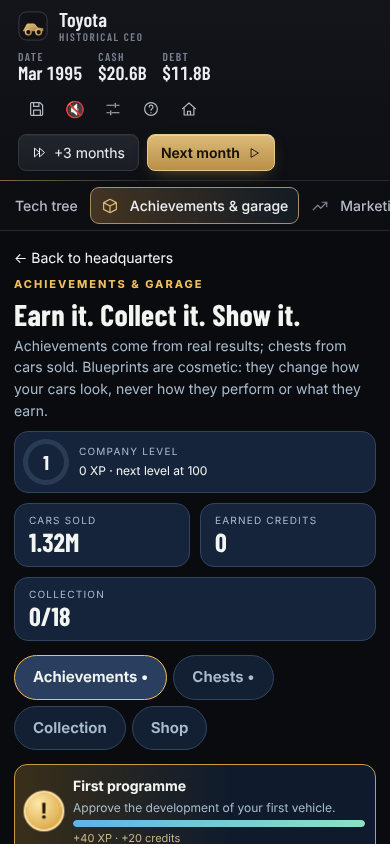 Toyota
HISTORICAL CEO
DATE CASH DEBT
Mar 1995 $20.6B $11.8B
+3 months Next month
Tech tree Achievements & garage Marketi
← Back to headquarters
ACHIEVEMENTS & GARAGE
Earn it. Collect it. Show it.
Achievements come from real results; chests from
cars sold. Blueprints are cosmetic: they change how
your cars look, never how they perform or what they
earn.
1
COMPANY LEVEL
0 XP · next level at 100
CARS SOLD EARNED CREDITS
1.32M 0
COLLECTION
0/18
Achievements • Chests •
Collection Shop
!
First programme
Approve the development of your first vehicle.
+40 XP · +20 credits